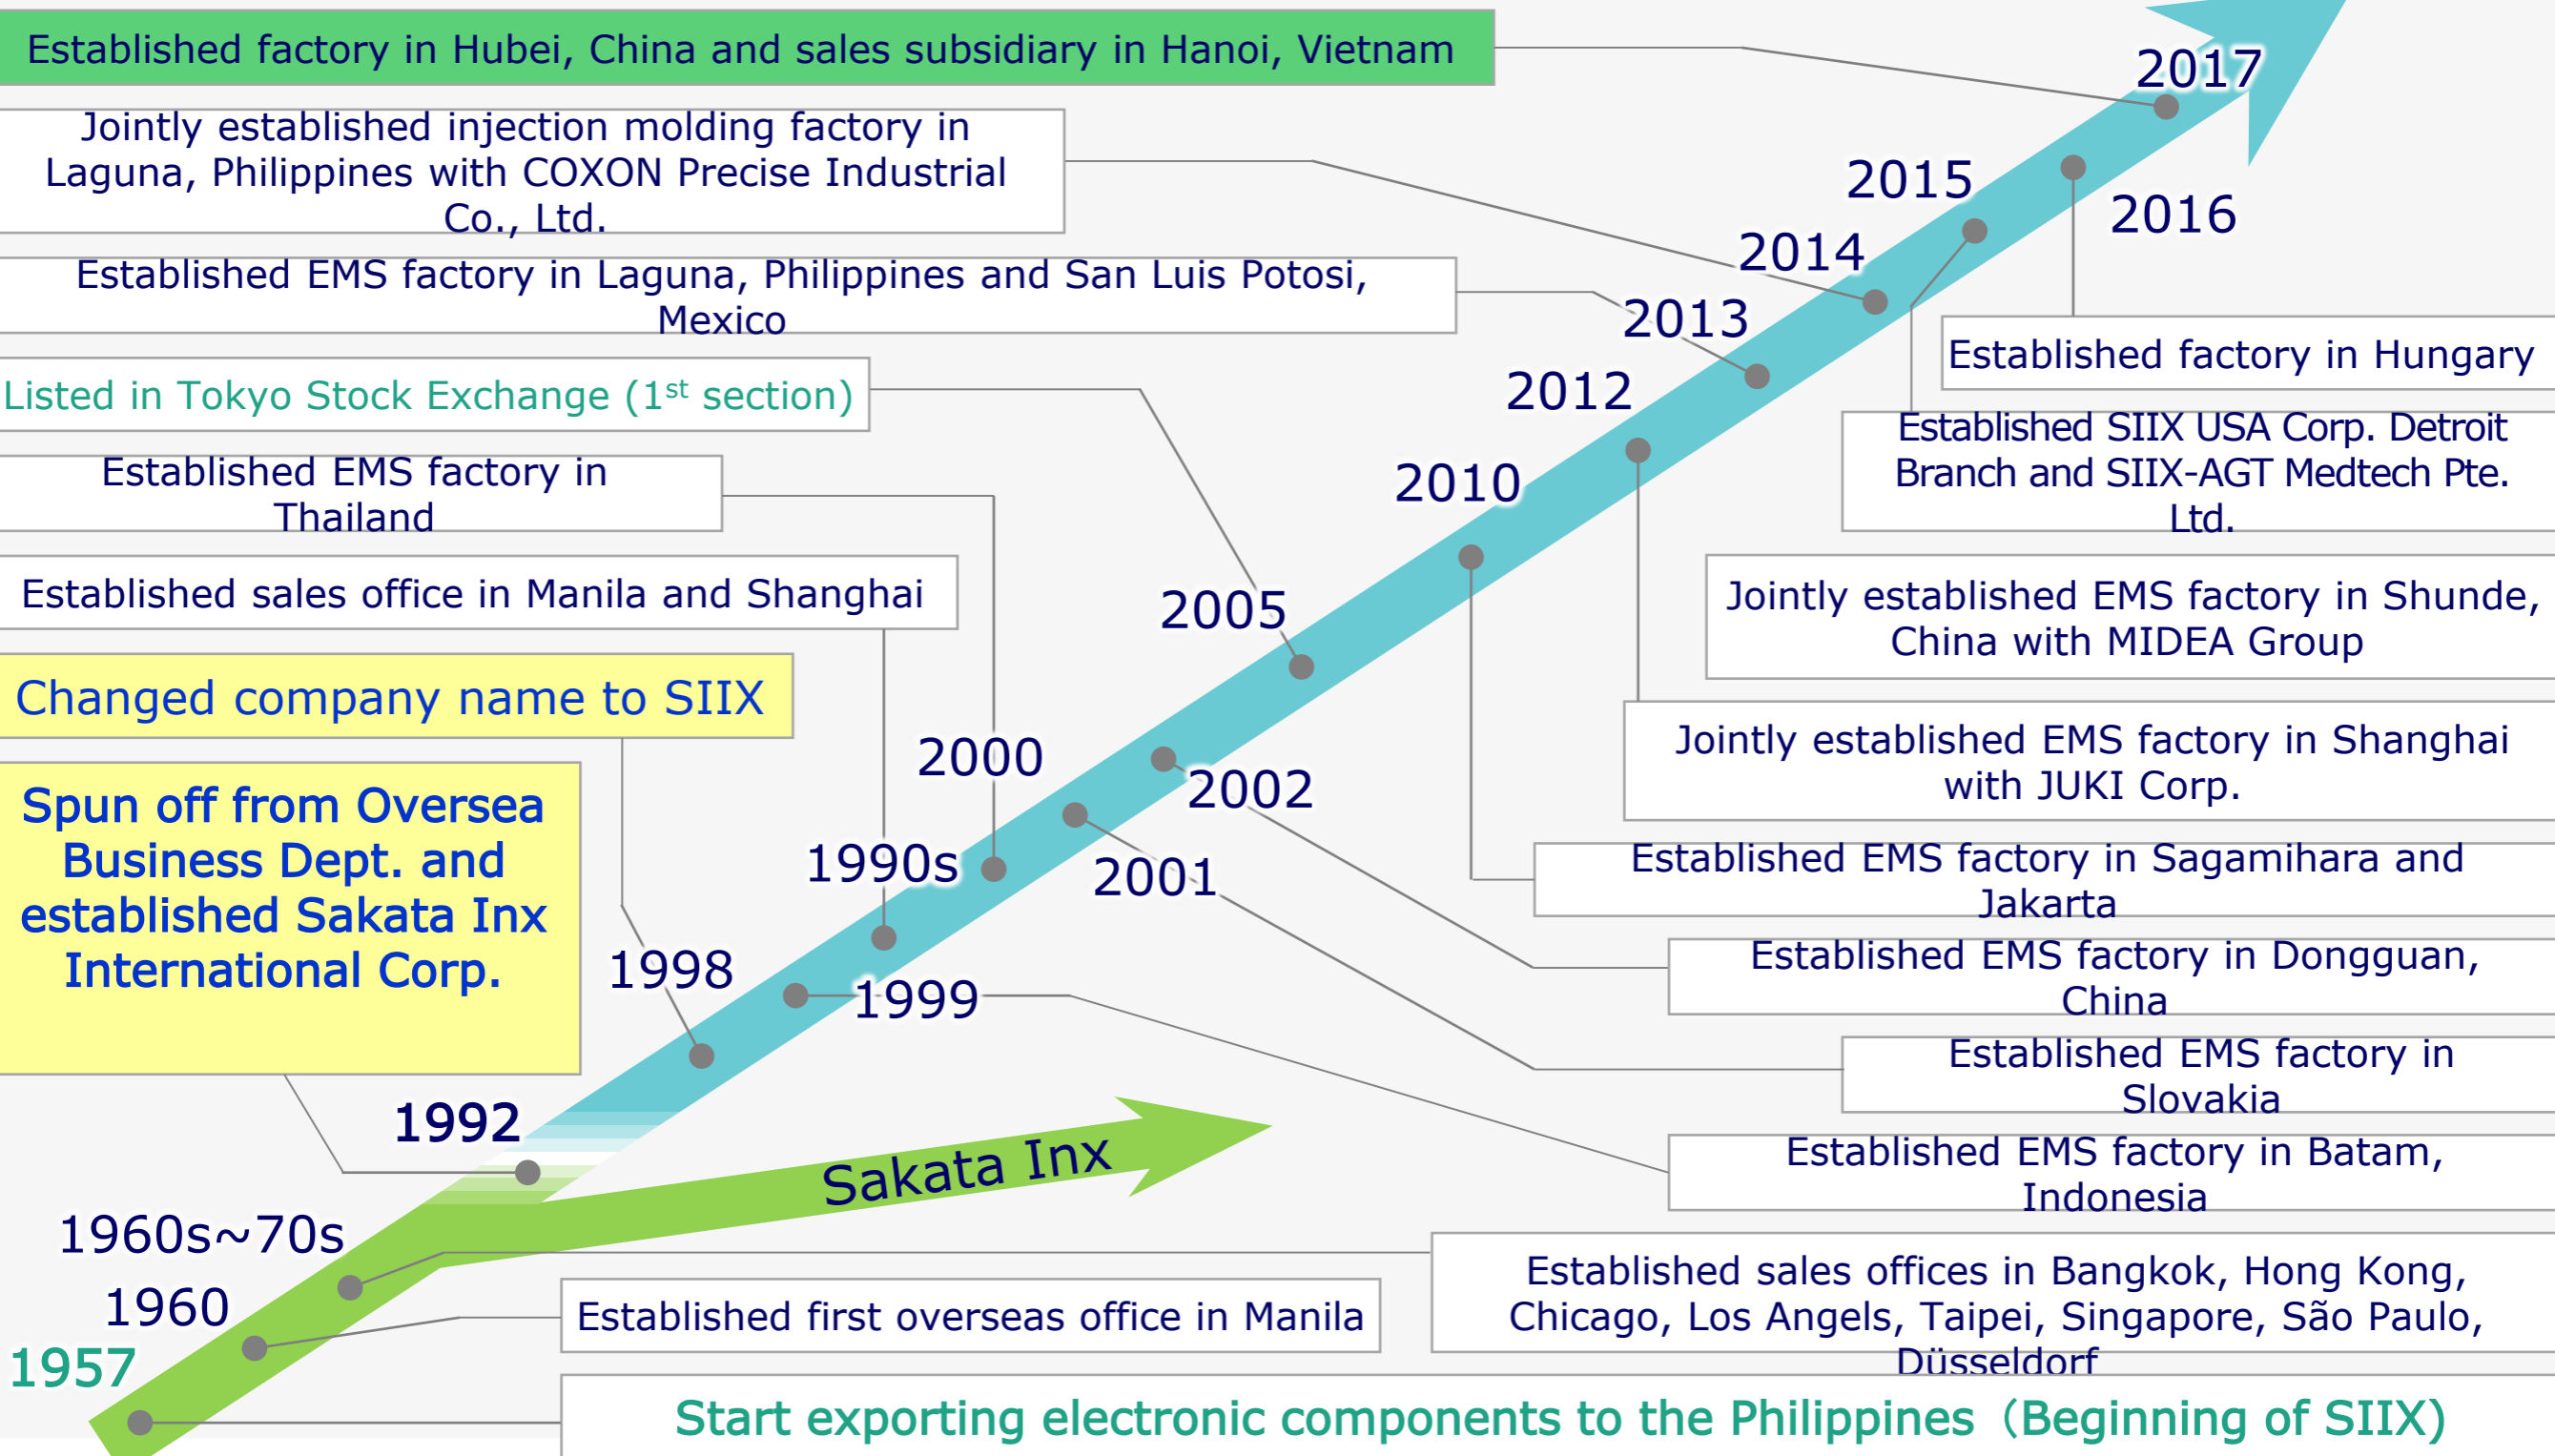 Established factory in Hubei, China and sales subsidiary in Hanoi, Vietnam
2017
Jointly established injection molding factory in
Laguna, Philippines with COXON Precise Industrial
Co., Ltd.
2015
2016
2014
Established EMS factory in Laguna, Philippines and San Luis Potosi,
Mexico
2013
Established factory in Hungary
Listed in Tokyo Stock Exchange (1st section)
2012
Established SIIX USA Corp. Detroit
Branch and SIIX-AGT Medtech Pte.
Ltd.
Established EMS factory in
Thailand
2010
Established sales office in Manila and Shanghai
2005
Jointly established EMS factory in Shunde,
China with MIDEA Group
Changed company name to SIIX
2000
2002
Jointly established EMS factory in Shanghai
with JUKI Corp.
Spun off from Oversea
Business Dept. and
established Sakata Inx
International Corp.
1990s
2001
Established EMS factory in Sagamihara and
Jakarta
1998
1999
Established EMS factory in Dongguan,
China
Established EMS factory in
Slovakia
1992
Sakata Inx
Established EMS factory in Batam,
Indonesia
1960s~70s
1960
Established first overseas office in Manila
Established sales offices in Bangkok, Hong Kong,
Chicago, Los Angels, Taipei, Singapore, São Paulo,
Düsseldorf
1957
Start exporting electronic components to the Philippines（Beginning of SIIX)